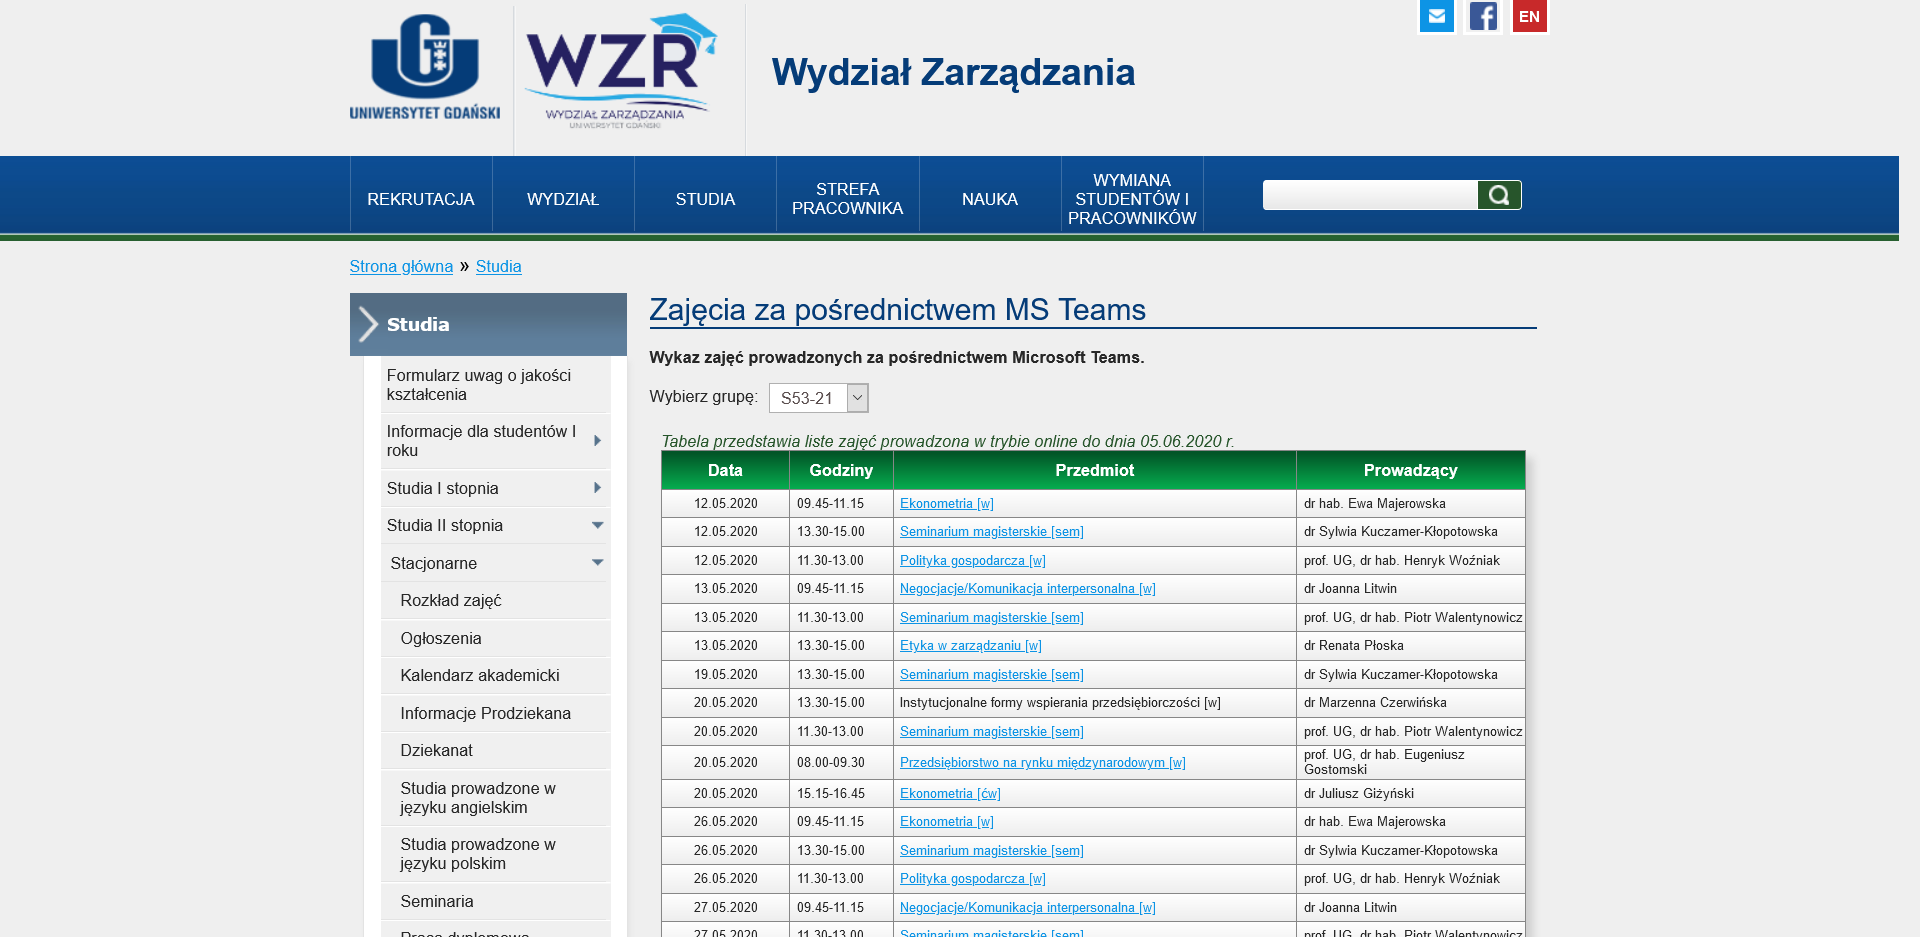 UNIWERSYTET GDAŃSKI
WZR
WYDZIAŁ ZARZĄDZANIA
UNIWERSYTET GDAŃSKI
Wydział Zarządzania
EN
REKRUTACJA
WYDZIAŁ
STUDIA
STREFA
PRACOWNIKA
NAUKA
WYMIANA
STUDENTÓW I
PRACOWNIKÓW
Strona główna » Studia
Studia
Formularz uwag o jakości
kształcenia
Informacje dla studentów I
roku
Studia I stopnia
Studia II stopnia
Stacjonarne
Rozkład zajęć
Ogłoszenia
Kalendarz akademicki
Informacje Prodziekana
Dziekanat
Studia prowadzone w
języku angielskim
Studia prowadzone w
języku polskim
Seminaria
Zajęcia za pośrednictwem MS Teams
Wykaz zajęć prowadzonych za pośrednictwem Microsoft Teams.
Wybierz grupę: S53-21
Tabela przedstawia liste zajęć prowadzona w trybie online do dnia 05.06.2020 r.
Data Godziny Przedmiot Prowadzący
12.05.2020 09.45-11.15 Ekonometria [w] dr hab. Ewa Majerowska
12.05.2020 13.30-15.00 Seminarium magisterskie [sem] dr Sylwia Kuczamer-Kłopotowska
12.05.2020 11.30-13.00 Polityka gospodarcza [w] prof. UG, dr hab. Henryk Woźniak
13.05.2020 09.45-11.15 Negocjacje/Komunikacja interpersonalna [w] dr Joanna Litwin
13.05.2020 11.30-13.00 Seminarium magisterskie [sem] prof. UG, dr hab. Piotr Walentynowicz
13.05.2020 13.30-15.00 Etyka w zarządzaniu [w] dr Renata Płoska
19.05.2020 13.30-15.00 Seminarium magisterskie [sem] dr Sylwia Kuczamer-Kłopotowska
20.05.2020 13.30-15.00 Instytucjonalne formy wspierania przedsiębiorczości [w] dr Marzenna Czerwińska
20.05.2020 11.30-13.00 Seminarium magisterskie [sem] prof. UG, dr hab. Piotr Walentynowicz
20.05.2020 08.00-09.30 Przedsiębiorstwo na rynku międzynarodowym [w] prof. UG, dr hab. Eugeniusz
Gostomski
20.05.2020 15.15-16.45 Ekonometria [ćw] dr Juliusz Giżyński
26.05.2020 09.45-11.15 Ekonometria [w] dr hab. Ewa Majerowska
26.05.2020 13.30-15.00 Seminarium magisterskie [sem] dr Sylwia Kuczamer-Kłopotowska
26.05.2020 11.30-13.00 Polityka gospodarcza [w] prof. UG, dr hab. Henryk Woźniak
27.05.2020 09.45-11.15 Negocjacje/Komunikacja interpersonalna [w] dr Joanna Litwin
27.05.2020 11.30-13.00 Seminarium magisterskie [sem] prof. UG, dr hab. Piotr Walentynowicz